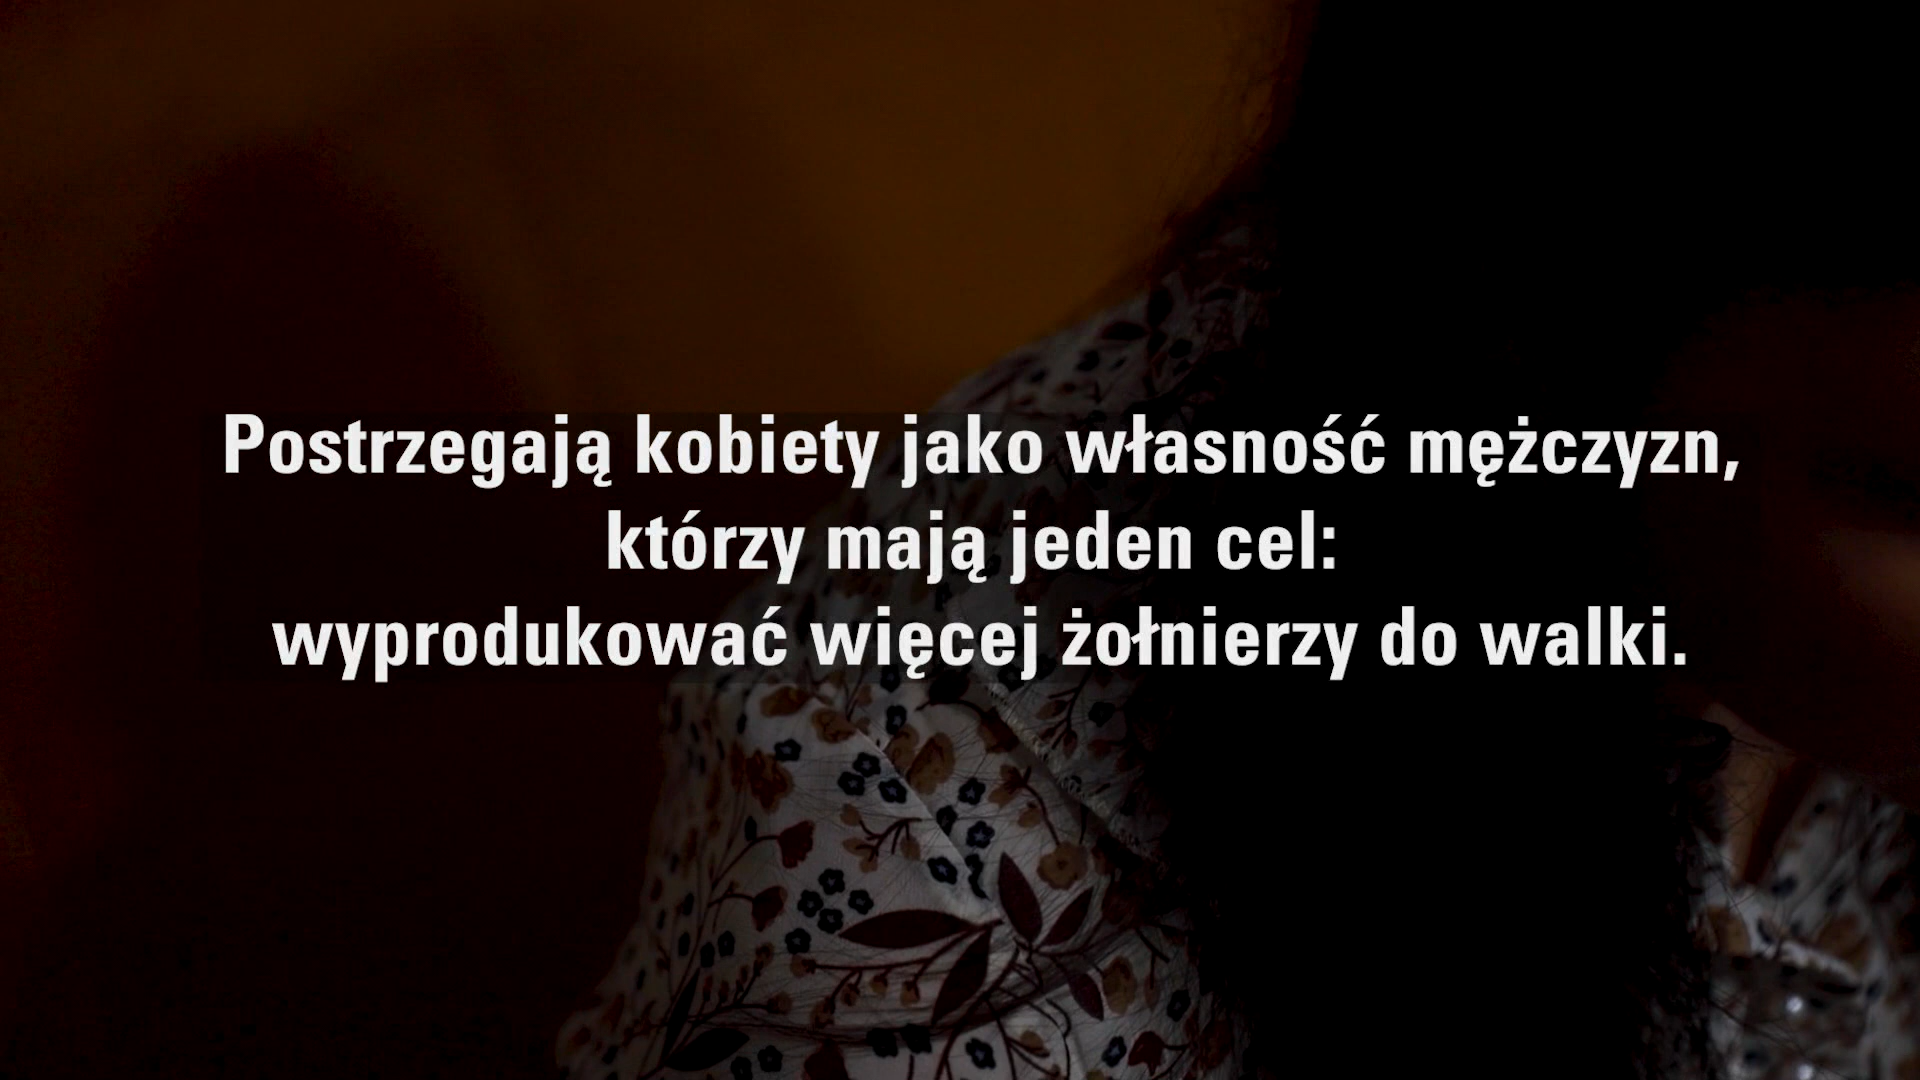 Postrzegają kobiety jako własność mężczyzn,
którzy mają jeden cel:
wyprodukować więcej żołnierzy do walki.